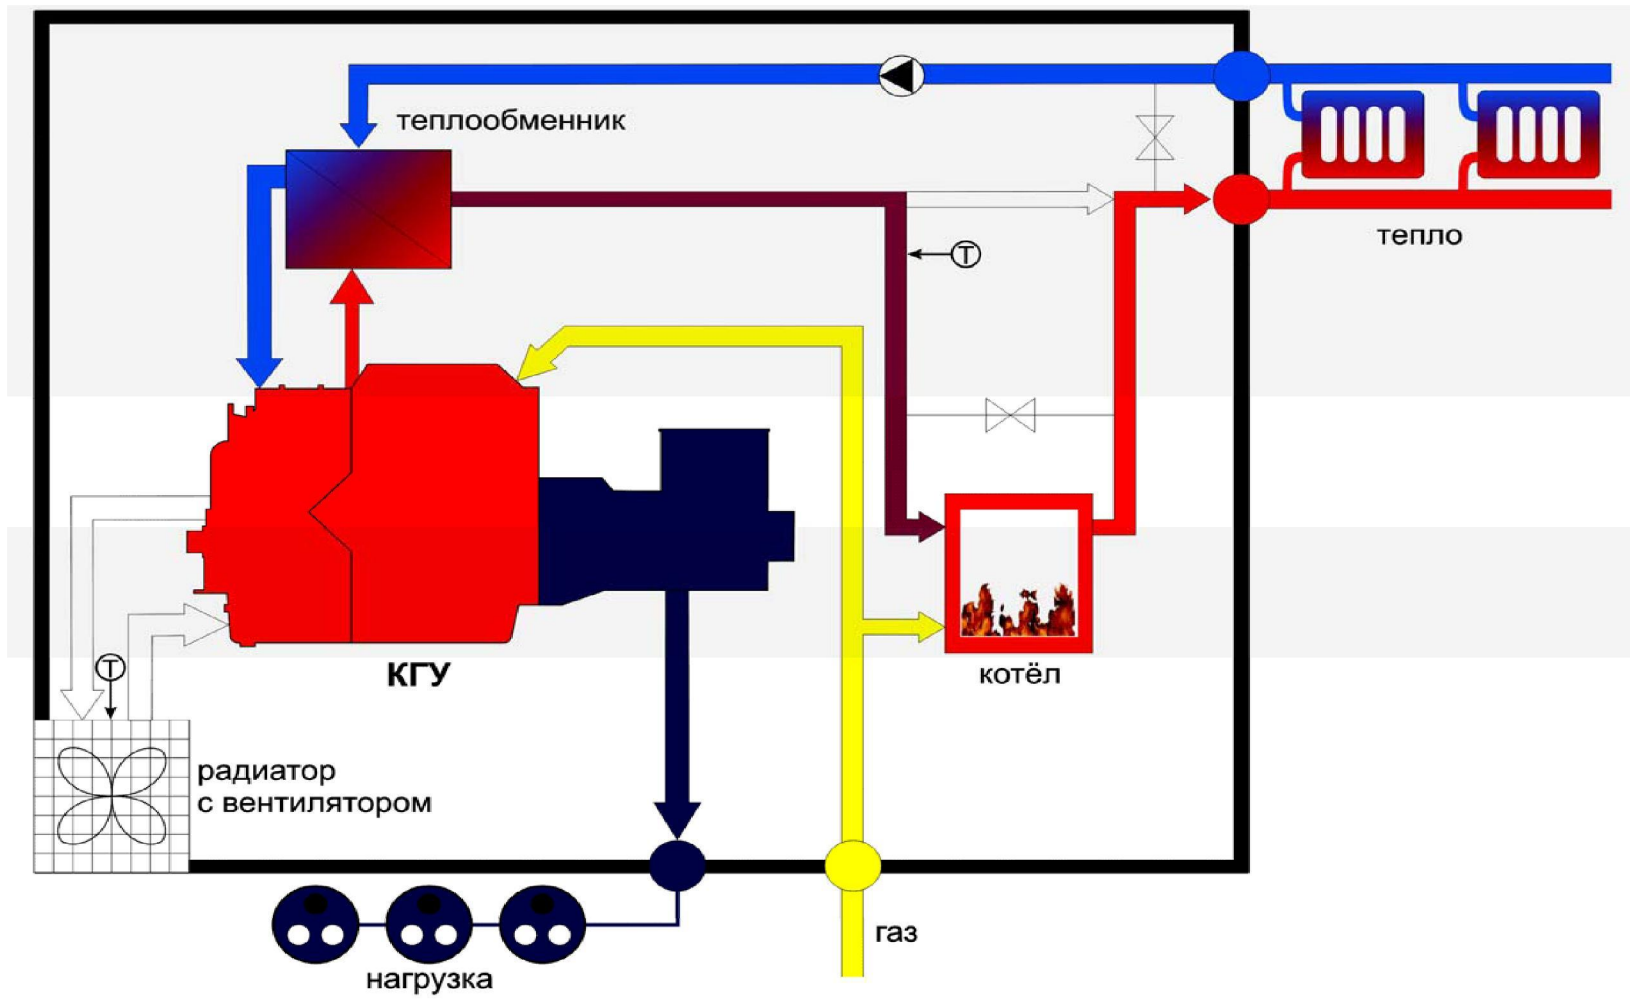 теплообменник
тепло
T
КГУ
котёл
T
радиатор
с вентилятором
газ
нагрузка